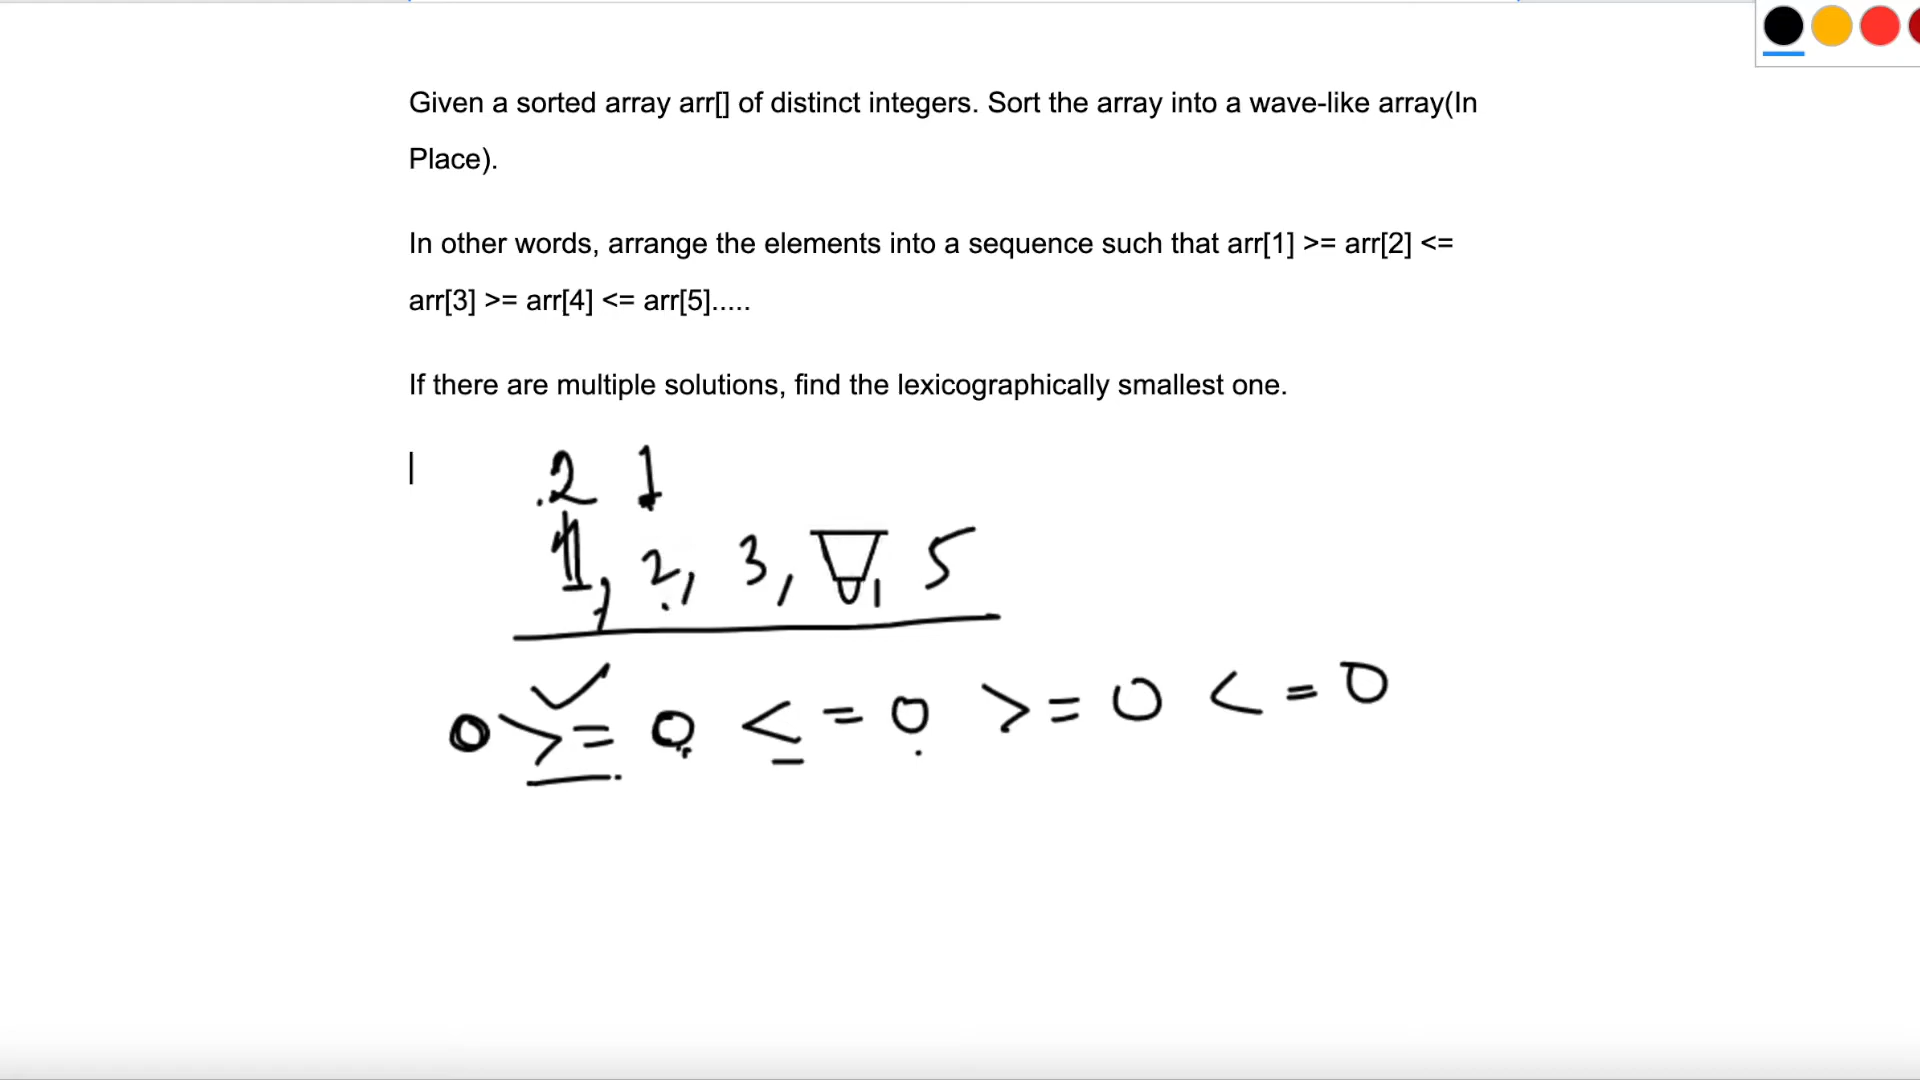 Given a sorted array arr[] of distinct integers. Sort the array into a wave-like array(In
Place).
In other words, arrange the elements into a sequence such that arr[1] >= arr[2] <=
arr[3] >= arr[4] <= arr[5].....
If there are multiple solutions, find the lexicographically smallest one.
.2 1
1, 2, 3, 5
0 >= 0 <= 0 >= 0 <= 0